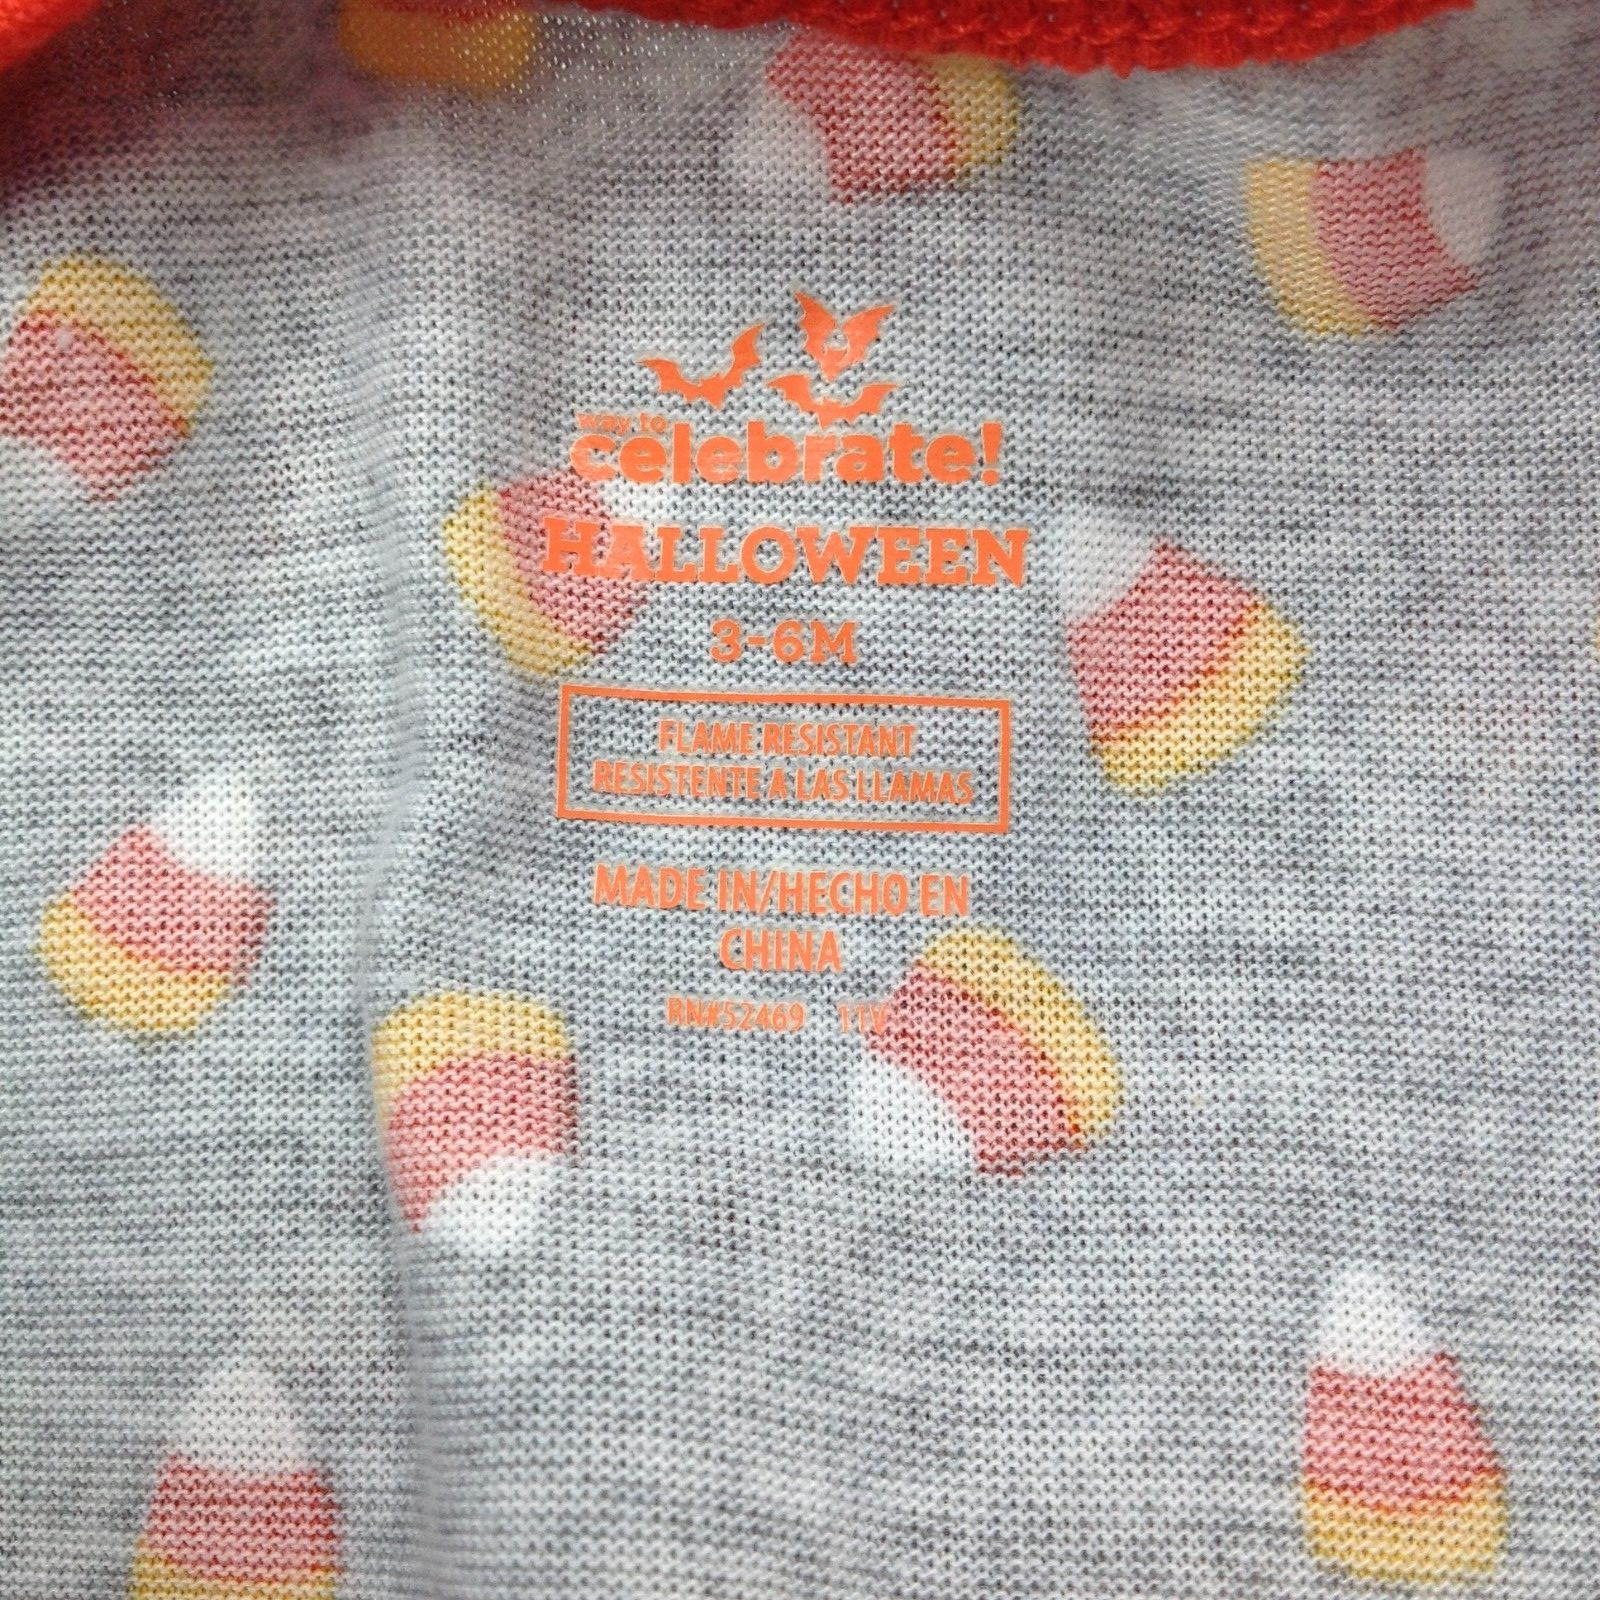 way to
celebrate!
HALLOWEEN
3-6M
FLAME RESISTANT
RESISTENTE A LAS LLAMAS
MADE IN/HECHO EN
CHINA
RN#52469 11V